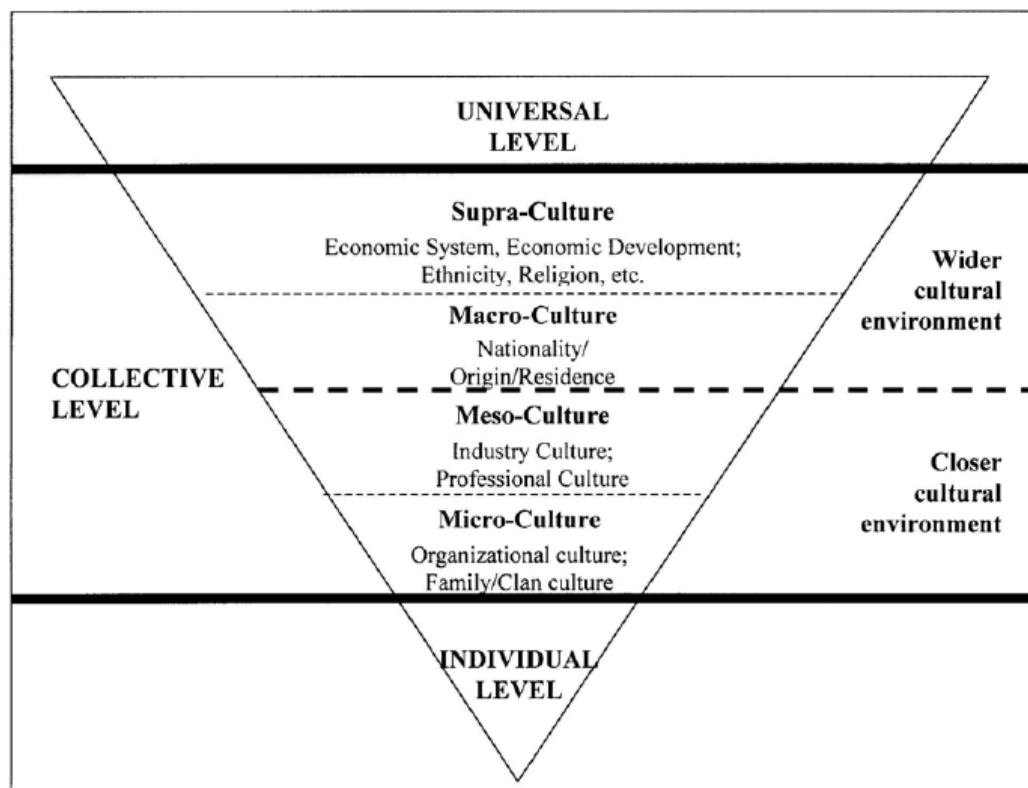 UNIVERSAL
LEVEL
Supra-Culture
Economic System, Economic Development;
Ethnicity, Religion, etc.
Wider
cultural
environment
Macro-Culture
Nationality/
Origin/Residence
COLLECTIVE
LEVEL
Meso-Culture
Industry Culture;
Professional Culture
Closer
cultural
environment
Micro-Culture
Organizational culture;
Family/Clan culture
INDIVIDUAL
LEVEL